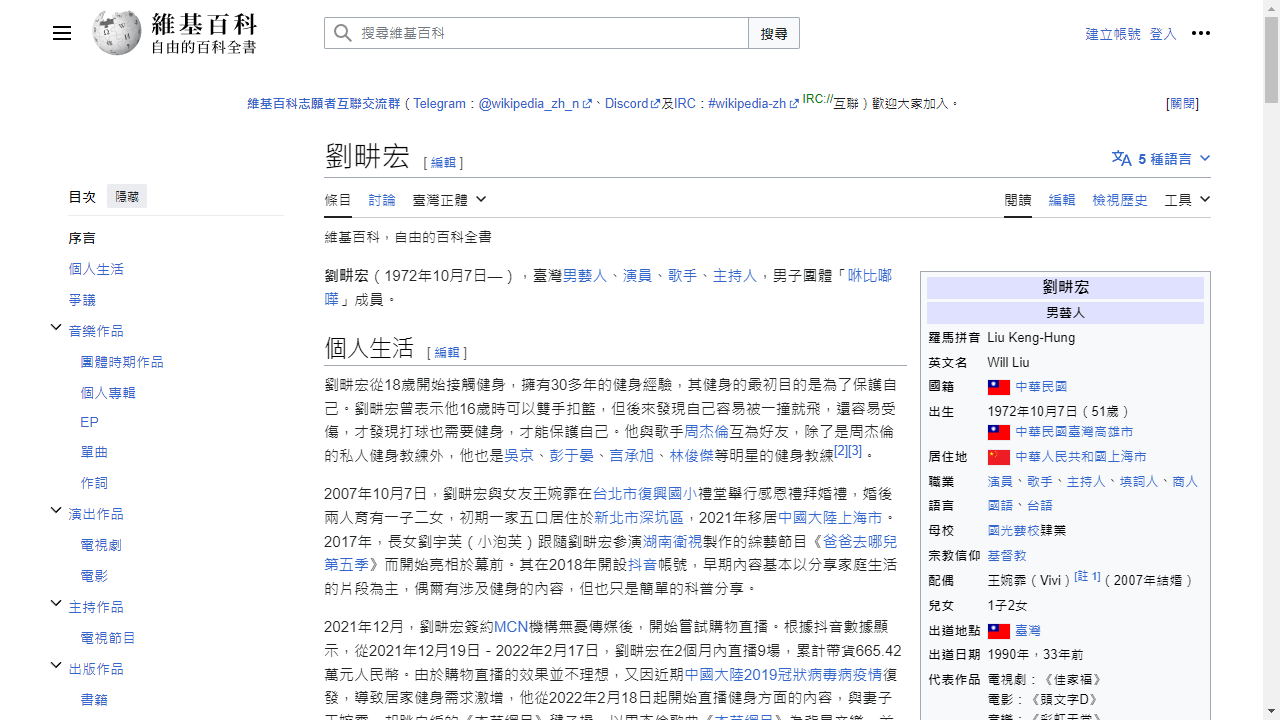 維基百科
自由的百科全書
搜尋維基百科
搜尋
建立帳號 登入
維基百科志願者互聯交流群（Telegram：@wikipedia_zh_n、Discord及IRC：#wikipedia-zh IRC://互聯）歡迎大家加入。
[關閉]
劉畊宏 [編輯]
5 種語言
目次 隱藏
序言
個人生活
爭議
音樂作品
團體時期作品
個人專輯
EP
單曲
作詞
演出作品
電視劇
電影
主持作品
電視節目
出版作品
書籍
條目 討論 臺灣正體
閱讀 編輯 檢視歷史 工具
維基百科，自由的百科全書
劉畊宏（1972年10月7日—），臺灣男藝人、演員、歌手、主持人，男子團體「咻比嘟
嘩」成員。
個人生活 [編輯]
劉畊宏從18歲開始接觸健身，擁有30多年的健身經驗，其健身的最初目的是為了保護自
己。劉畊宏曾表示他16歲時可以雙手扣籃，但後來發現自己容易被一撞就飛，還容易受
傷，才發現打球也需要健身，才能保護自己。他與歌手周杰倫互為好友，除了是周杰倫
的私人健身教練外，他也是吳京、彭于晏、言承旭、林俊傑等明星的健身教練[2][3]。
2007年10月7日，劉畊宏與女友王婉霏在台北市復興國小禮堂舉行感恩禮拜婚禮，婚後
兩人育有一子二女，初期一家五口居住於新北市深坑區，2021年移居中國大陸上海市。
2017年，長女劉宇芙（小泡芙）跟隨劉畊宏參演湖南衛視製作的綜藝節目《爸爸去哪兒
第五季》而開始亮相於幕前。其在2018年開設抖音帳號，早期內容基本以分享家庭生活
的片段為主，偶爾有涉及健身的內容，但也只是簡單的科普分享。
2021年12月，劉畊宏簽約MCN機構無憂傳媒後，開始嘗試購物直播。根據抖音數據顯
示，從2021年12月19日－2022年2月17日，劉畊宏在2個月內直播9場，累計帶貨665.42
萬元人民幣。由於購物直播的效果並不理想，又因近期中國大陸2019冠狀病毒病疫情復
發，導致居家健身需求激增，他從2022年2月18日起開始直播健身方面的內容，與妻子
劉畊宏
男藝人
羅馬拼音 Liu Keng-Hung
英文名 Will Liu
國籍 中華民國
出生 1972年10月7日（51歲）
中華民國臺灣高雄市
居住地 中華人民共和國上海市
職業 演員、歌手、主持人、填詞人、商人
語言 國語、台語
母校 國光藝校肄業
宗教信仰 基督教
配偶 王婉霏（Vivi）[註 1]（2007年結婚）
兒女 1子2女
出道地點 臺灣
出道日期 1990年，33年前
代表作品 電視劇：《佳家福》
電影：《頭文字D》